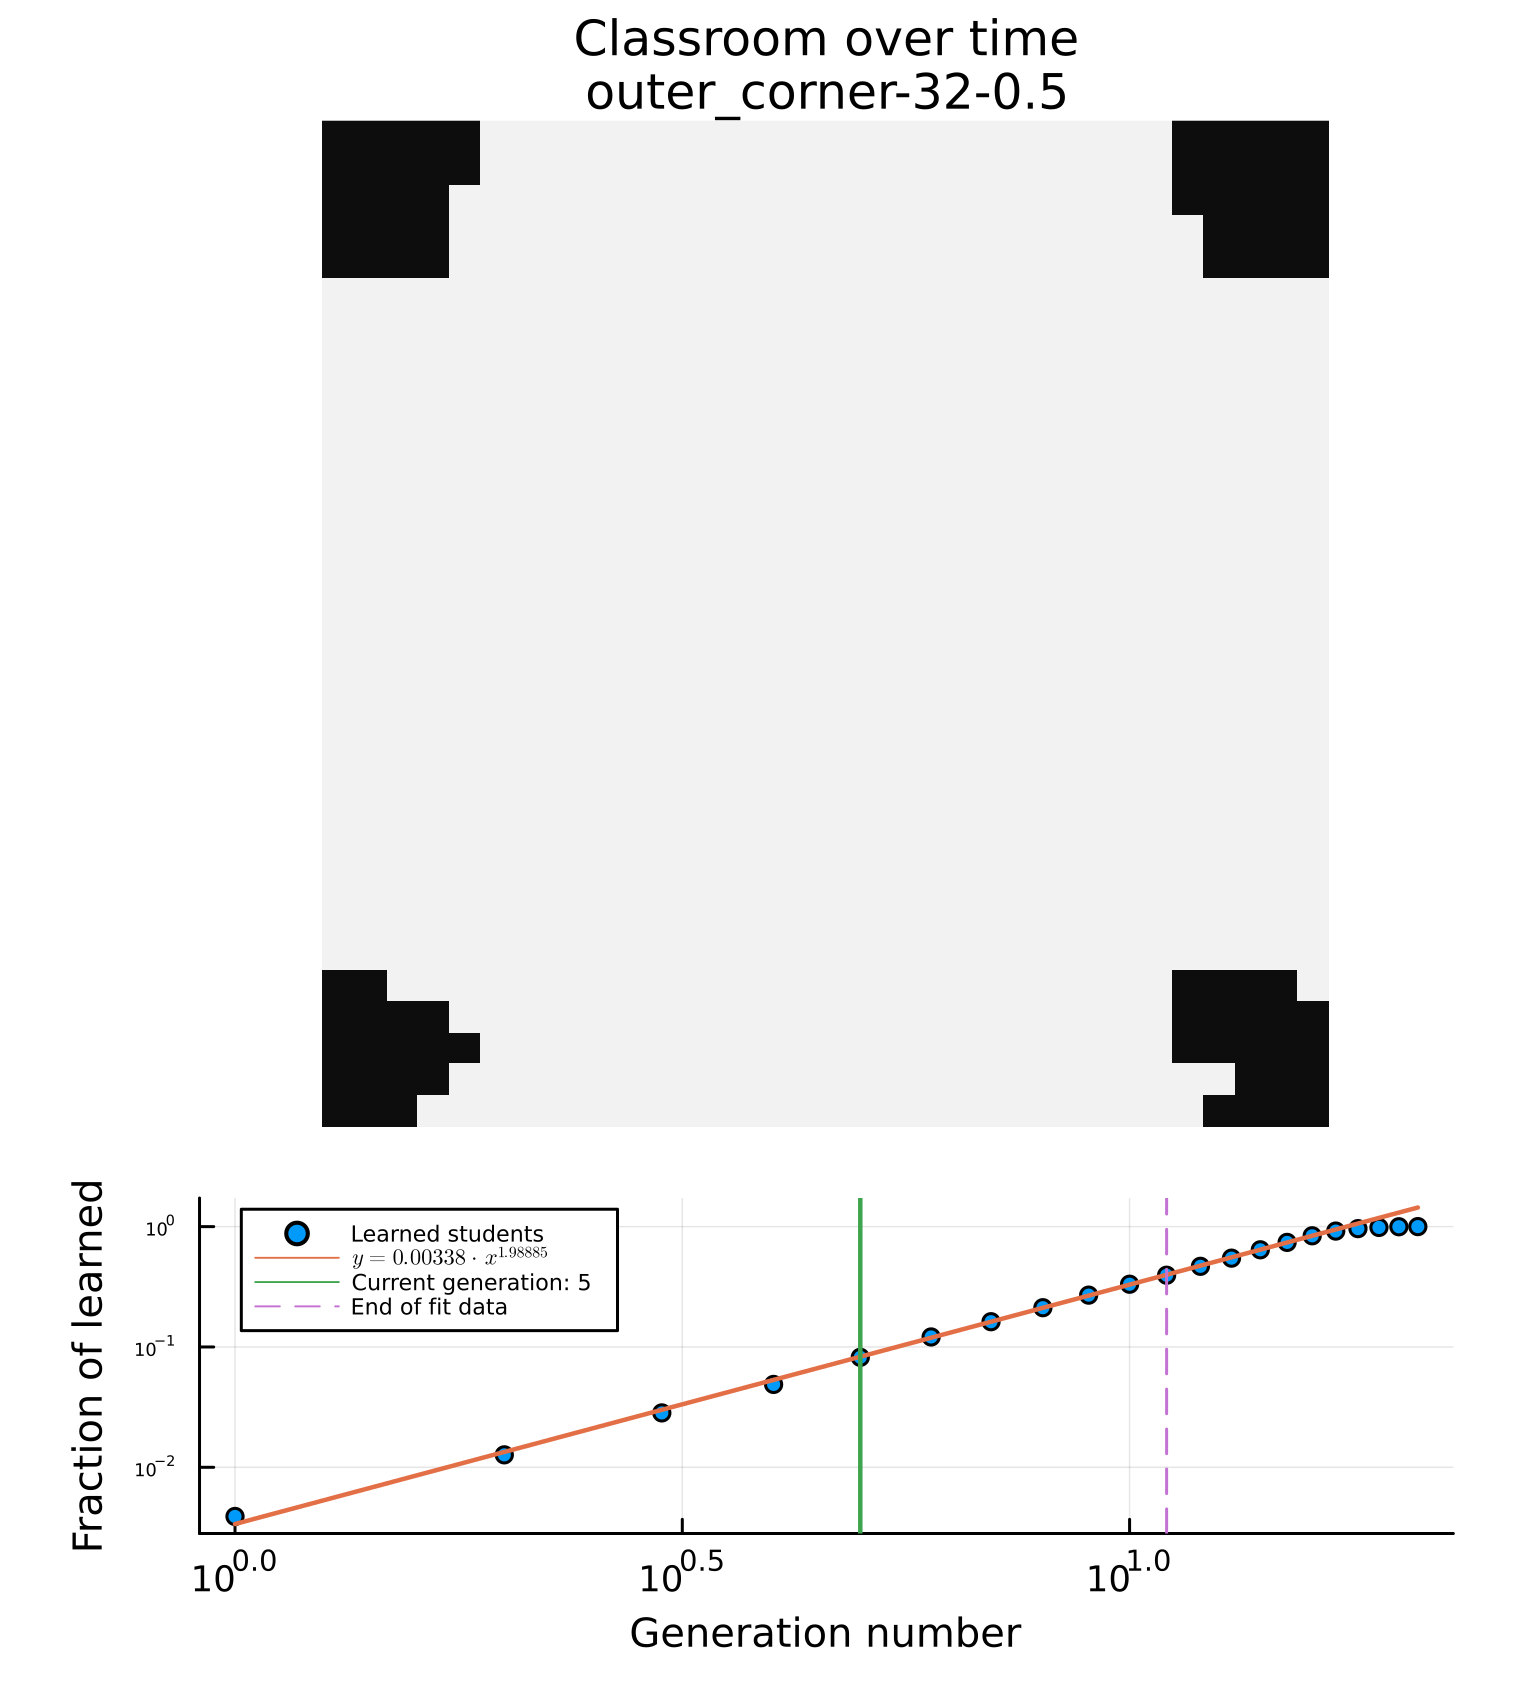 Classroom over time
outer_corner-32-0.5
Fraction of learned
10⁰
10⁻¹
10⁻²
Learned students
y = 0.00338 · x^1.98885
Current generation: 5
End of fit data
10^0.0
10^0.5
10^1.0
Generation number